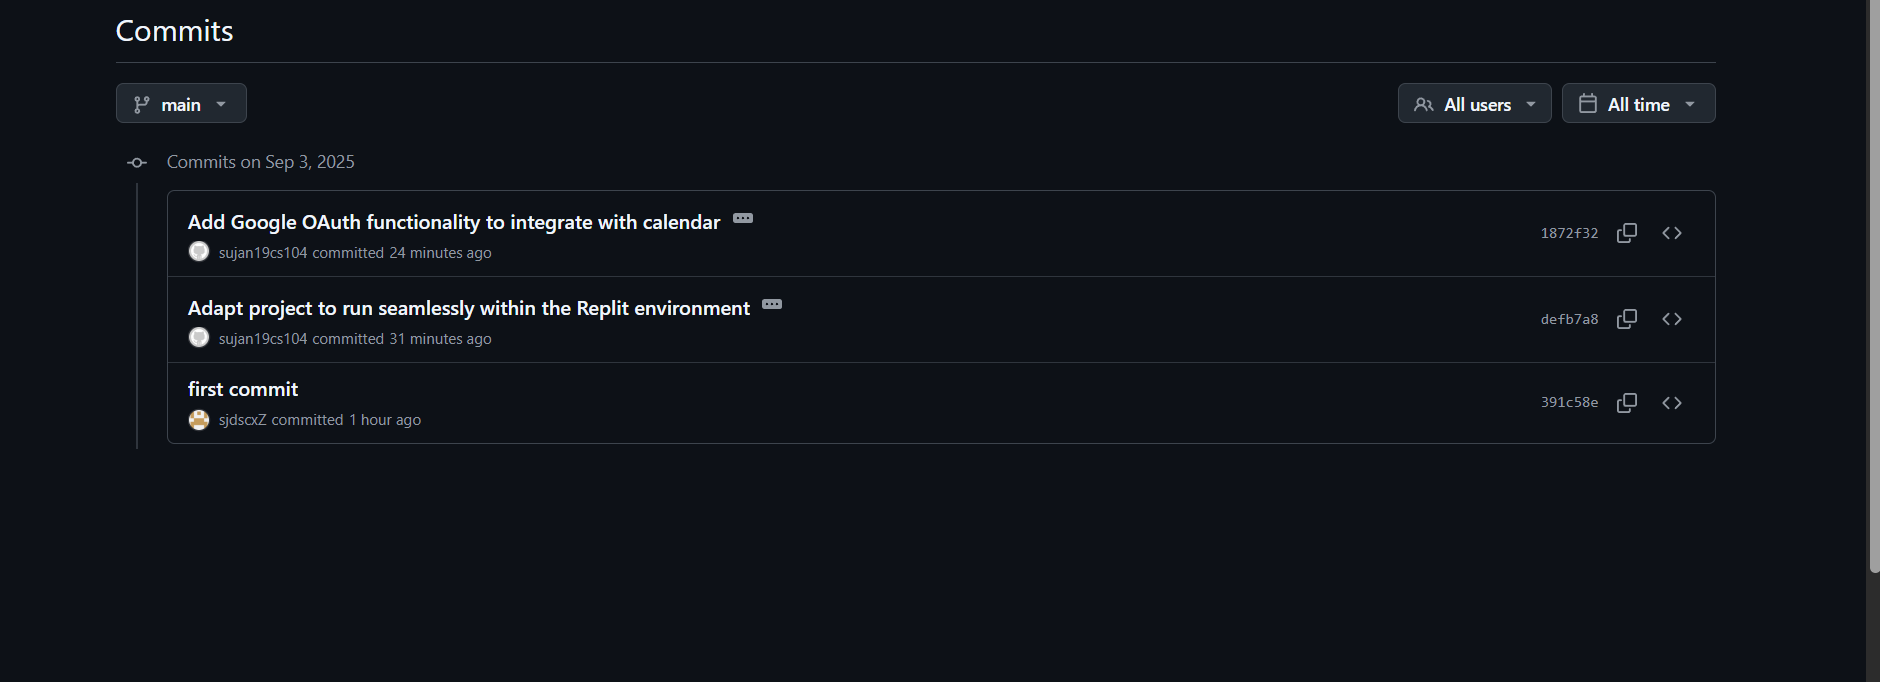 Commits
main
All users
All time
Commits on Sep 3, 2025
Add Google OAuth functionality to integrate with calendar
1872f32
sujan19cs104 committed 24 minutes ago
Adapt project to run seamlessly within the Replit environment
defb7a8
sujan19cs104 committed 31 minutes ago
first commit
391c58e
sjdscxZ committed 1 hour ago